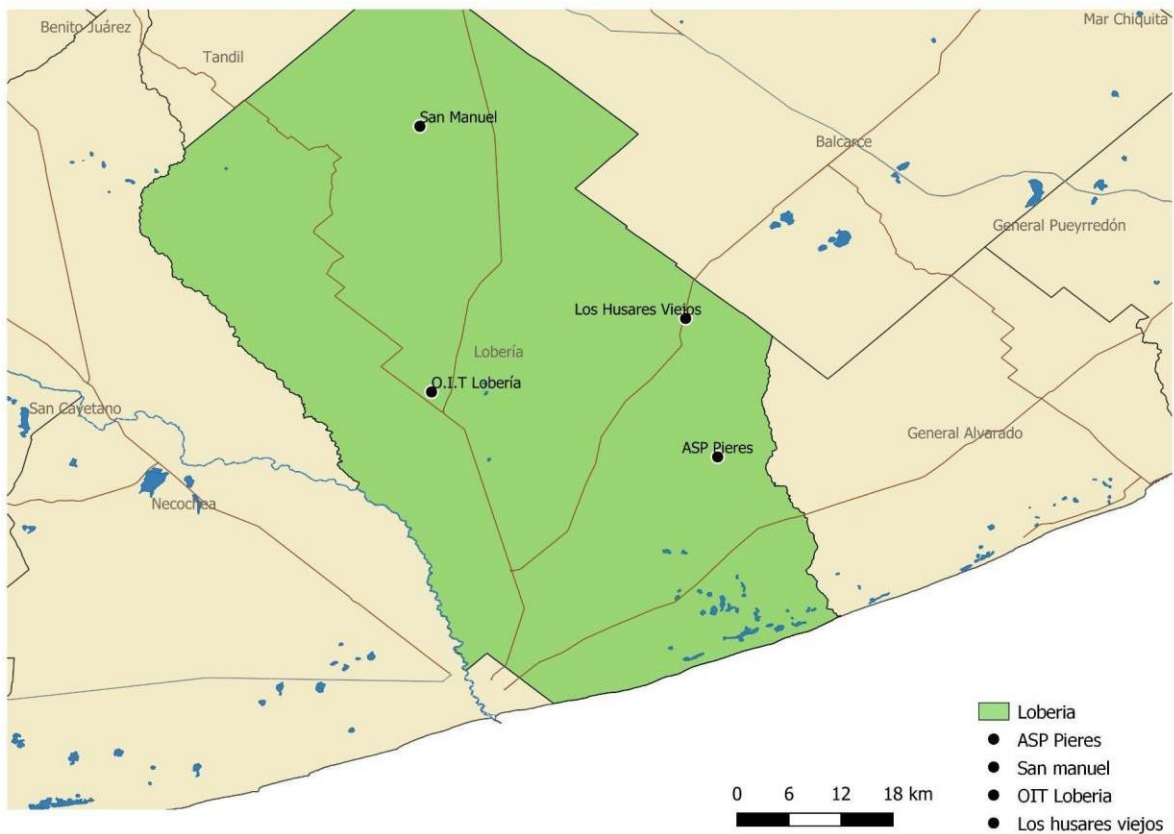 Mar Chiquita
Benito Juárez
Tandil
San Manuel
Balcarce
General Pueyrredón
Los Husares Viejos
Lobería
O.I.T Lobería
San Cayetano
General Alvarado
ASP Pieres
Necochea
Loberia
ASP Pieres
San manuel
OIT Loberia
Los husares viejos
0 6 12 18 km